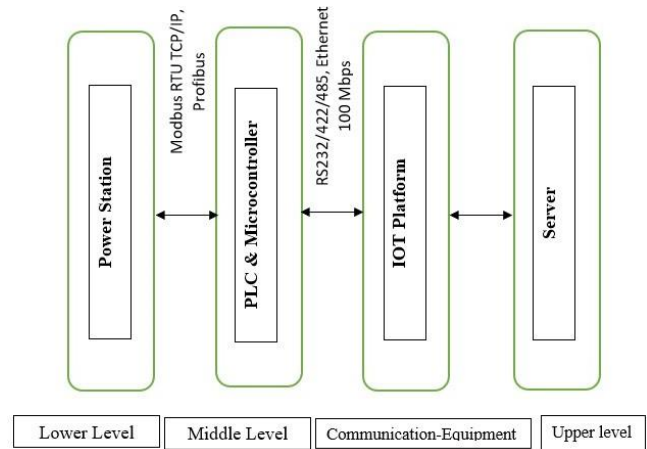 Power Station
Modbus RTU TCP/IP,
Profibus
PLC & Microcontroller
RS232/422/485, Ethernet
100 Mbps
IOT Platform
Server
Lower Level
Middle Level
Communication-Equipment
Upper level